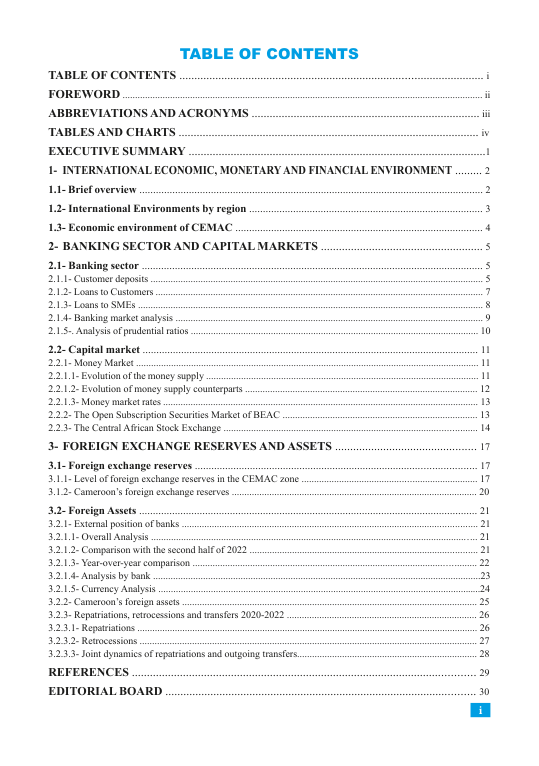 TABLE OF CONTENTS
TABLE OF CONTENTS ........ i
FOREWORD ........ ii
ABBREVIATIONS AND ACRONYMS ........ iii
TABLES AND CHARTS ........ iv
EXECUTIVE SUMMARY ........1
1- INTERNATIONAL ECONOMIC, MONETARY AND FINANCIAL ENVIRONMENT ......... 2
1.1- Brief overview ........ 2
1.2- International Environments by region ........ 3
1.3- Economic environment of CEMAC ........ 4
2- BANKING SECTOR AND CAPITAL MARKETS ........ 5
2.1- Banking sector ........ 5
2.1.1- Customer deposits ........ 5
2.1.2- Loans to Customers ........ 7
2.1.3- Loans to SMEs ........ 8
2.1.4- Banking market analysis ........ 9
2.1.5-. Analysis of prudential ratios ........ 10
2.2- Capital market ........ 11
2.2.1- Money Market ........ 11
2.2.1.1- Evolution of the money supply ........ 11
2.2.1.2- Evolution of money supply counterparts ........ 12
2.2.1.3- Money market rates ........ 13
2.2.2- The Open Subscription Securities Market of BEAC ........ 13
2.2.3- The Central African Stock Exchange ........ 14
3- FOREIGN EXCHANGE RESERVES AND ASSETS ........ 17
3.1- Foreign exchange reserves ........ 17
3.1.1- Level of foreign exchange reserves in the CEMAC zone ........ 17
3.1.2- Cameroon's foreign exchange reserves ........ 20
3.2- Foreign Assets ........ 21
3.2.1- External position of banks ........ 21
3.2.1.1- Overall Analysis ........ 21
3.2.1.2- Comparison with the second half of 2022 ........ 21
3.2.1.3- Year-over-year comparison ........ 22
3.2.1.4- Analysis by bank ........23
3.2.1.5- Currency Analysis ........24
3.2.2- Cameroon's foreign assets ........ 25
3.2.3- Repatriations, retrocessions and transfers 2020-2022 ........ 26
3.2.3.1- Repatriations ........ 26
3.2.3.2- Retrocessions ........ 27
3.2.3.3- Joint dynamics of repatriations and outgoing transfers........ 28
REFERENCES ........ 29
EDITORIAL BOARD ........ 30
i